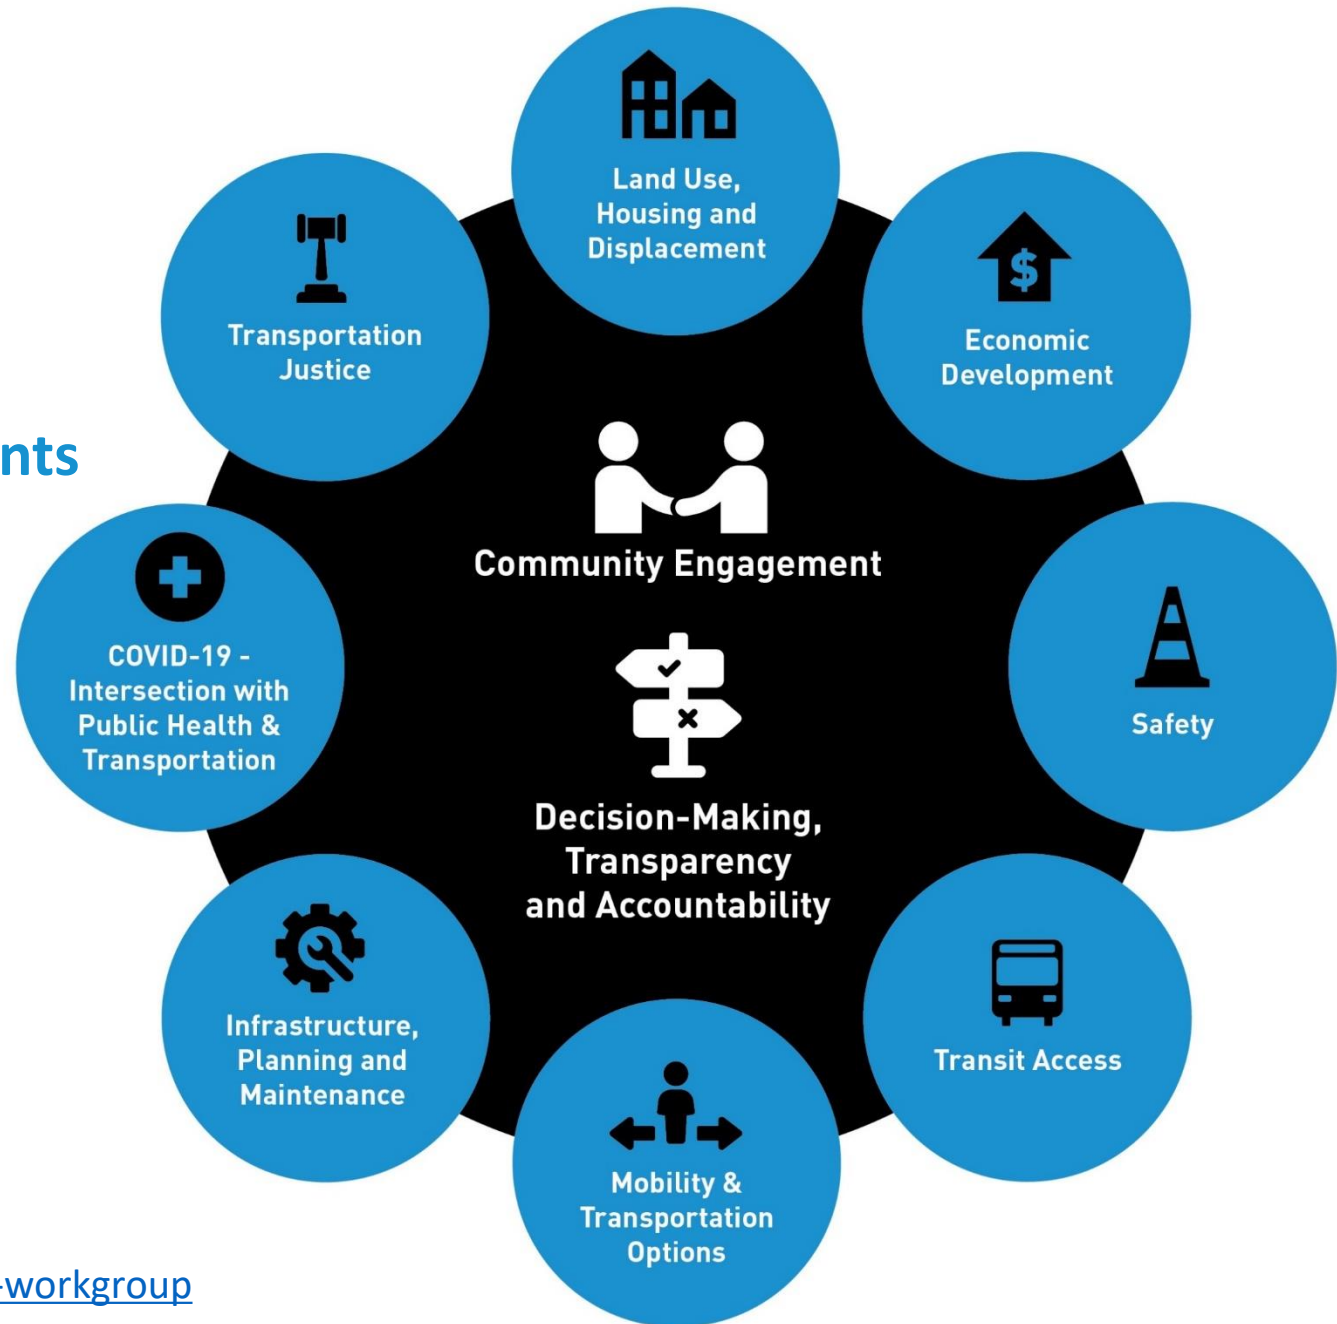 Land Use,
Housing and
Displacement
$
Economic
Development
Transportation
Justice
nts
Community Engagement
COVID-19 -
Intersection with
Public Health &
Transportation
Safety
Decision-Making,
Transparency
and Accountability
Infrastructure,
Planning and
Maintenance
Transit Access
Mobility &
Transportation
Options
-workgroup